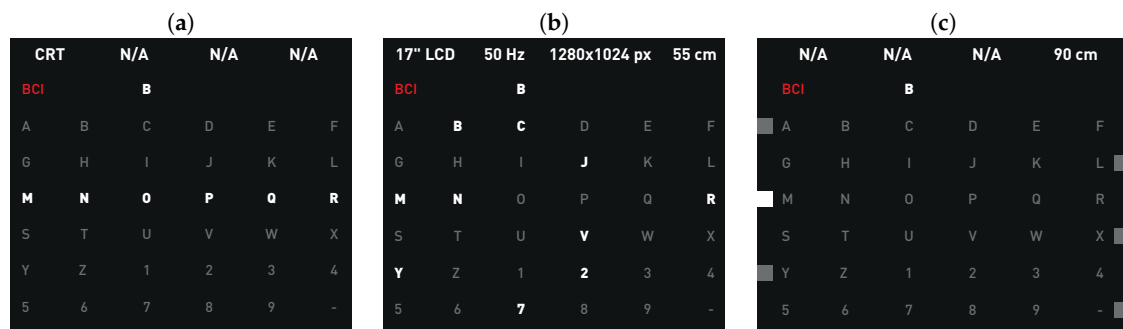 (a)
CRT N/A N/A N/A
BCI B
A B C D E F
G H I J K L
M N O P Q R
S T U V W X
Y Z 1 2 3 4
5 6 7 8 9 -
(b)
17" LCD 50 Hz 1280x1024 px 55 cm
BCI B
A B C D E F
G H I J K L
M N O P Q R
S T U V W X
Y Z 1 2 3 4
5 6 7 8 9 -
(c)
N/A N/A N/A 90 cm
BCI B
A B C D E F
G H I J K L
M N O P Q R
S T U V W X
Y Z 1 2 3 4
5 6 7 8 9 -